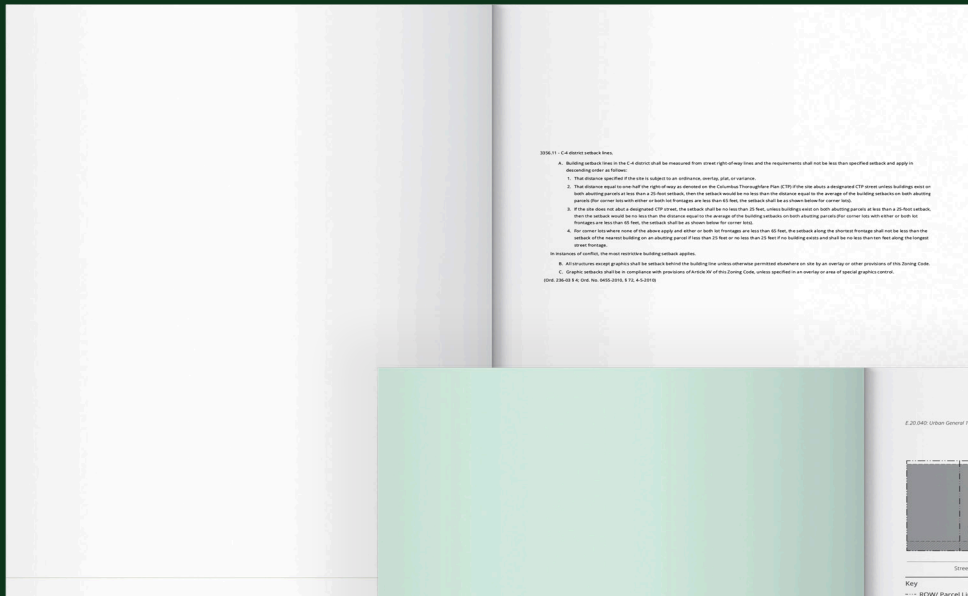 3356.11 - C-4 district setback lines.
A. Building setback lines in the C-4 district shall be measured from street right-of-way lines and the requirements shall not be less than specified setback and apply in
descending order as follows:
1. That distance specified if the site is subject to an ordinance, overlay, plat, or variance.
2. That distance equal to one-half the right-of-way as denoted on the Columbus Thoroughfare Plan (CTP) if the site abuts a designated CTP street unless buildings exist on
both abutting parcels at less than a 25-foot setback, then the setback would be no less than the distance equal to the average of the building setbacks on both abutting
parcels (For corner lots with either or both lot frontages are less than 65 feet, the setback shall be as shown below for corner lots).
3. If the site does not abut a designated CTP street, the setback shall be no less than 25 feet, unless buildings exist on both abutting parcels at less than a 25-foot setback,
then the setback would be no less than the distance equal to the average of the building setbacks on both abutting parcels (For corner lots with either or both lot
frontages are less than 65 feet, the setback shall be as shown below for corner lots).
4. For corner lots where none of the above apply and either or both lot frontages are less than 65 feet, the setback along the shortest frontage shall not be less than the
setback of the nearest building on an abutting parcel if less than 25 feet or no less than 25 feet if no building exists and shall be no less than ten feet along the longest
street frontage.
In instances of conflict, the most restrictive building setback applies.
B. All structures except graphics shall be setback behind the building line unless otherwise permitted elsewhere on site by an overlay or other provisions of this Zoning Code.
C. Graphic setbacks shall be in compliance with provisions of Article XV of this Zoning Code, unless specified in an overlay or area of special graphics control.
(Ord. 236-03 § 4; Ord. No. 0455-2010, § 72, 4-5-2010)
E.20.040: Urban General
Stree
Key
ROW/ Parcel Li